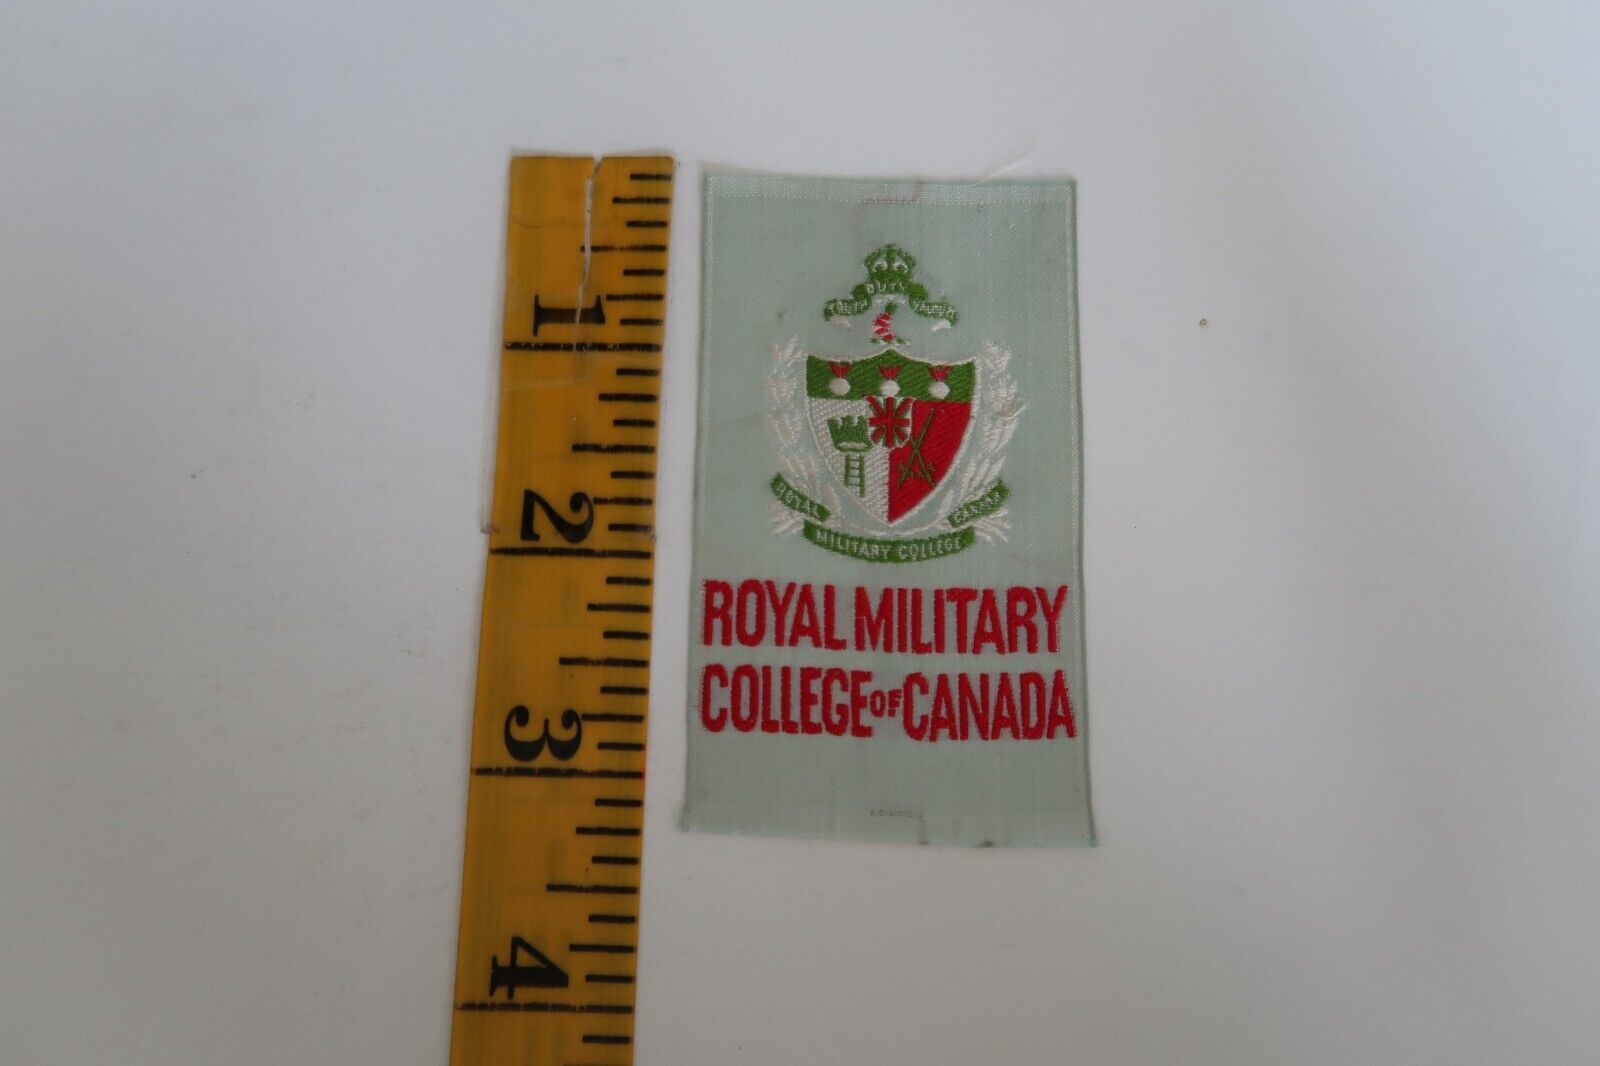 1
2
3
4
TRUTH DUTY VALOUR
ROYAL MILITARY COLLEGE CANADA
ROYAL MILITARY
COLLEGE OF CANADA